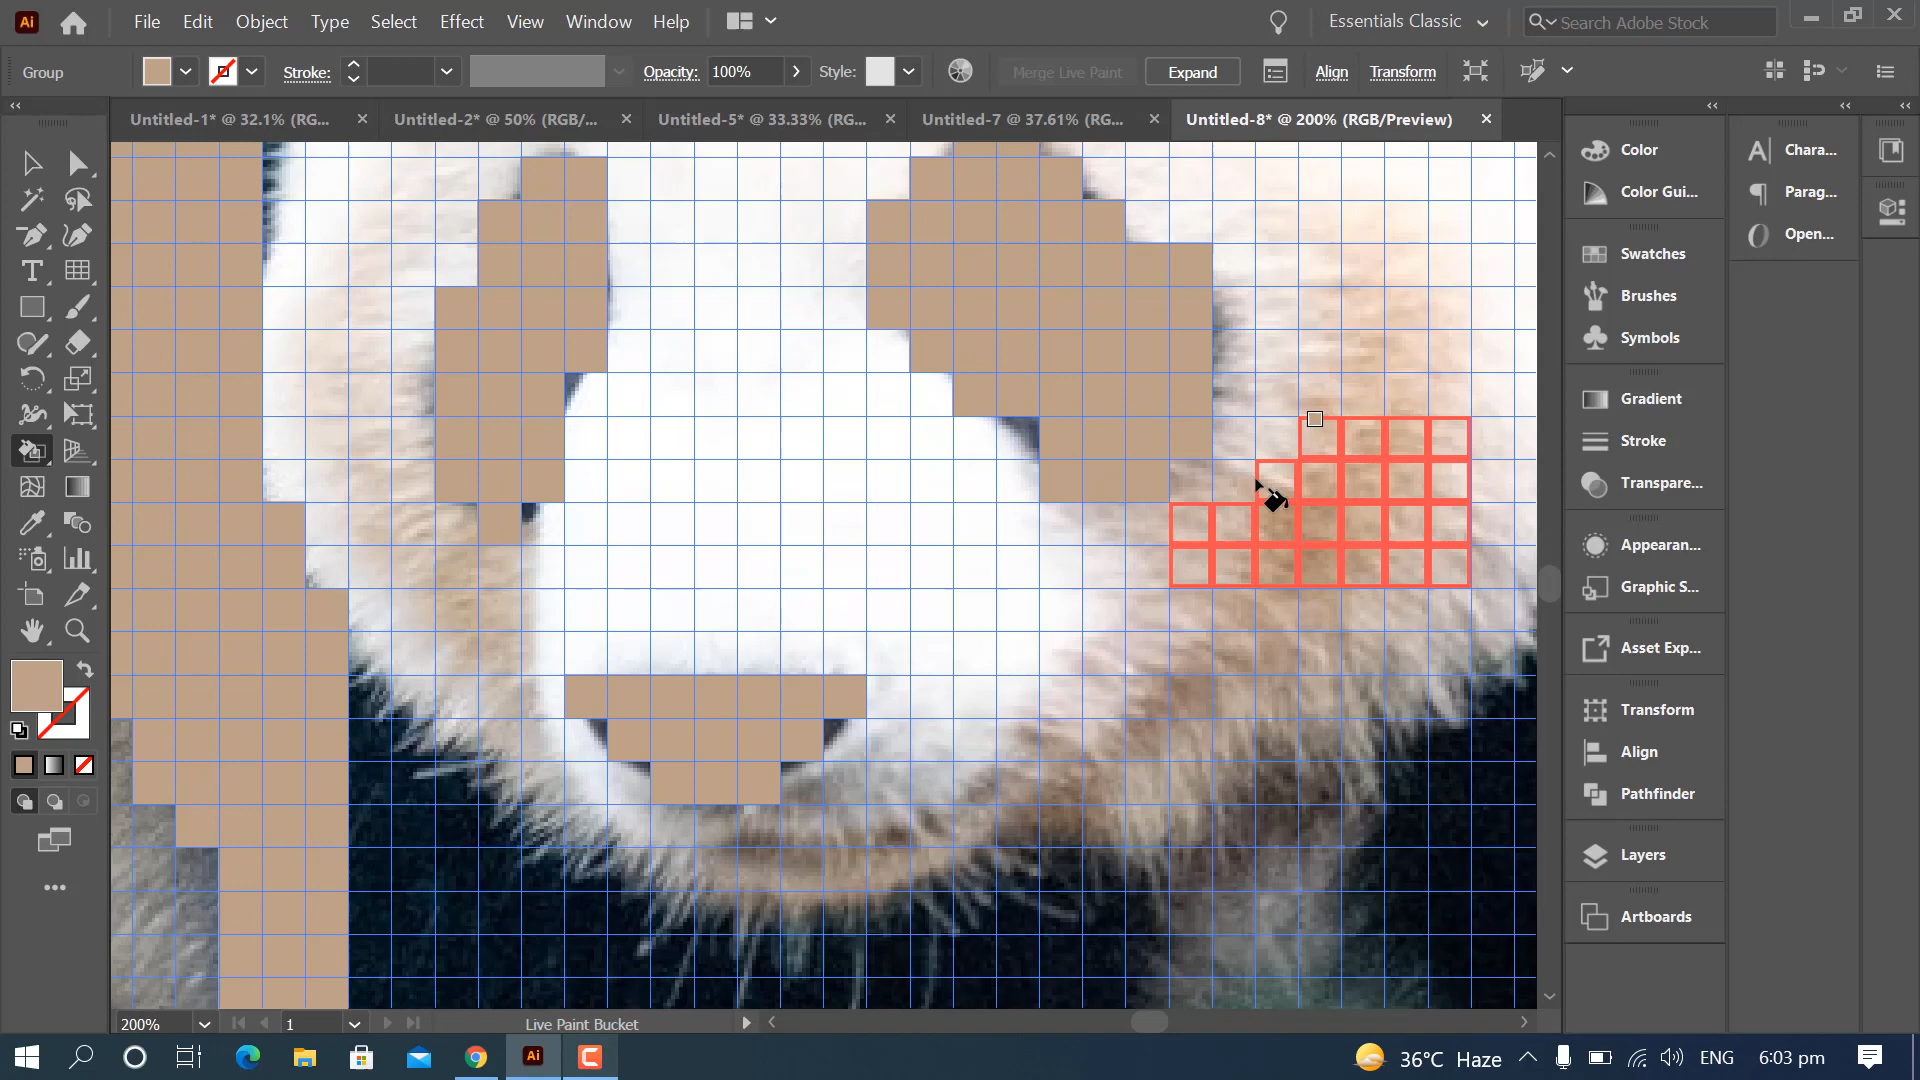 Ai File Edit Object Type Select Effect View Window Help Essentials Classic Search Adobe Stock
Group Stroke: Opacity: 100% Style: Merge Live Paint Expand Align Transform
Untitled-1* @ 32.1% (RG... Untitled-2* @ 50% (RGB/... Untitled-5* @ 33.33% (RG... Untitled-7 @ 37.61% (RG... Untitled-8* @ 200% (RGB/Preview)
Color
Color Gui...
Swatches
Brushes
Symbols
Gradient
Stroke
Transpare...
Appearan...
Graphic S...
Asset Exp...
Transform
Align
Pathfinder
Layers
Artboards
Chara...
Parag...
Open...
200% 1 Live Paint Bucket
Ai 36°C Haze ENG 6:03 pm